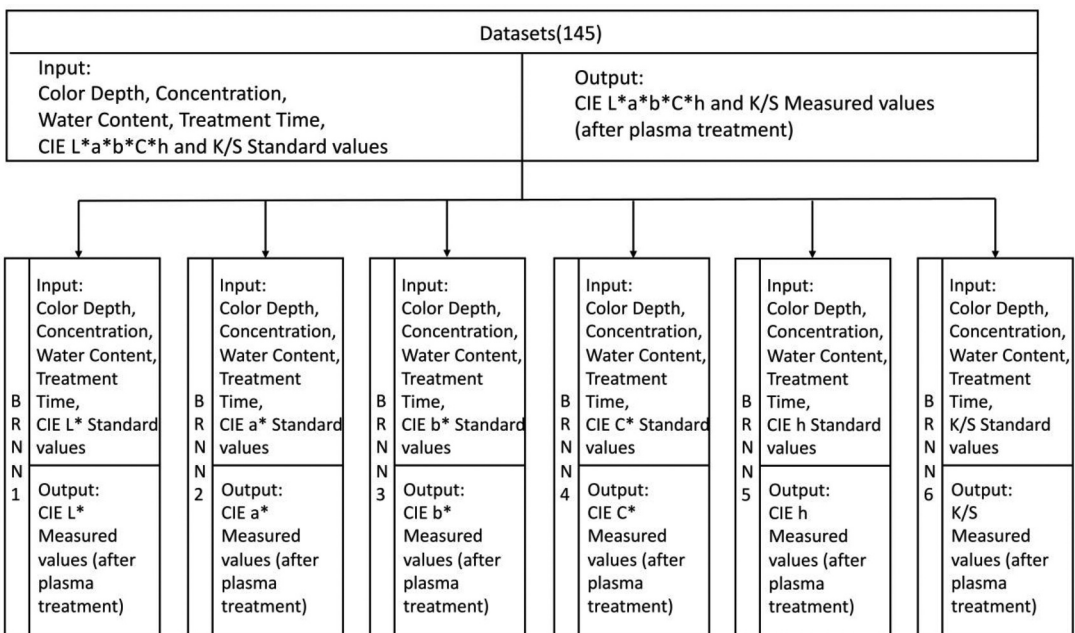 Datasets(145)
Input:
Color Depth, Concentration,
Water Content, Treatment Time,
CIE L*a*b*C*h and K/S Standard values
Output:
CIE L*a*b*C*h and K/S Measured values
(after plasma treatment)
BRNN1
Input:
Color Depth,
Concentration,
Water Content,
Treatment
Time,
CIE L* Standard
values
Output:
CIE L*
Measured
values (after
plasma
treatment)
BRNN2
Input:
Color Depth,
Concentration,
Water Content,
Treatment
Time,
CIE a* Standard
values
Output:
CIE a*
Measured
values (after
plasma
treatment)
BRNN3
Input:
Color Depth,
Concentration,
Water Content,
Treatment
Time,
CIE b* Standard
values
Output:
CIE b*
Measured
values (after
plasma
treatment)
BRNN4
Input:
Color Depth,
Concentration,
Water Content,
Treatment
Time,
CIE C* Standard
values
Output:
CIE C*
Measured
values (after
plasma
treatment)
BRNN5
Input:
Color Depth,
Concentration,
Water Content,
Treatment
Time,
CIE h Standard
values
Output:
CIE h
Measured
values (after
plasma
treatment)
BRNN6
Input:
Color Depth,
Concentration,
Water Content,
Treatment
Time,
K/S Standard
values
Output:
K/S
Measured
values (after
plasma
treatment)